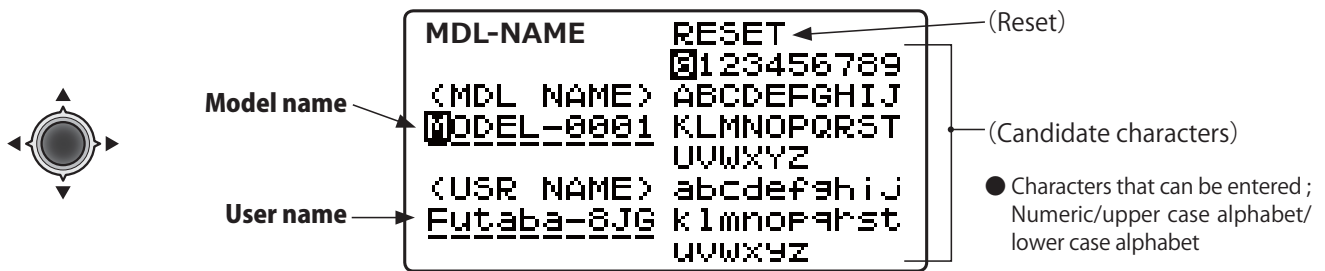 MDL-NAME
RESET
(Reset)
0123456789
Model name
(MDL NAME)
ABCDEFGHIJ
MODEL-0001
KLMNOPQRST
(Candidate characters)
UVWXYZ
User name
(USR NAME)
abcdefghij
Futaba-8JG
klmnopqrst
uvwxyz
● Characters that can be entered ;
Numeric/upper case alphabet/
lower case alphabet